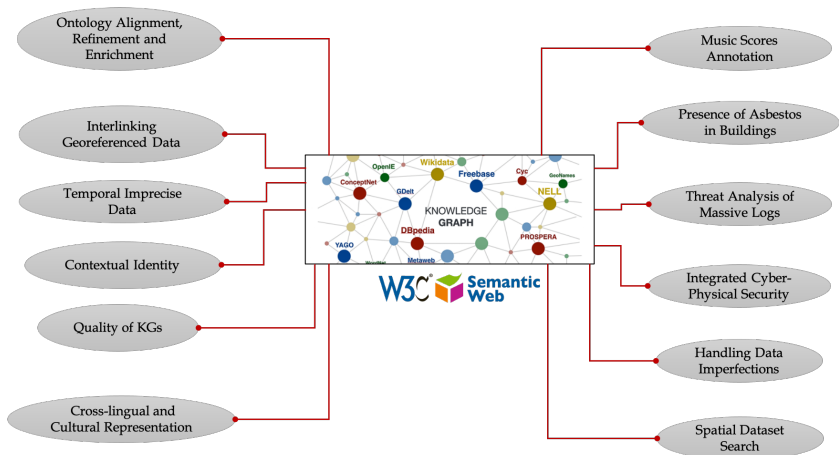 Ontology Alignment,
Refinement and
Enrichment
Interlinking
Georeferenced Data
Temporal Imprecise
Data
Contextual Identity
Quality of KGs
Cross-lingual and
Cultural Representation
OpenIE
Wikidata
Cyc
GeoNames
ConceptNet
Freebase
GDelt
NELL
KNOWLEDGE
GRAPH
DBpedia
PROSPERA
YAGO
Metaweb
W3C®
Semantic
Web
Music Scores
Annotation
Presence of Asbestos
in Buildings
Threat Analysis of
Massive Logs
Integrated Cyber-
Physical Security
Handling Data
Imperfections
Spatial Dataset
Search